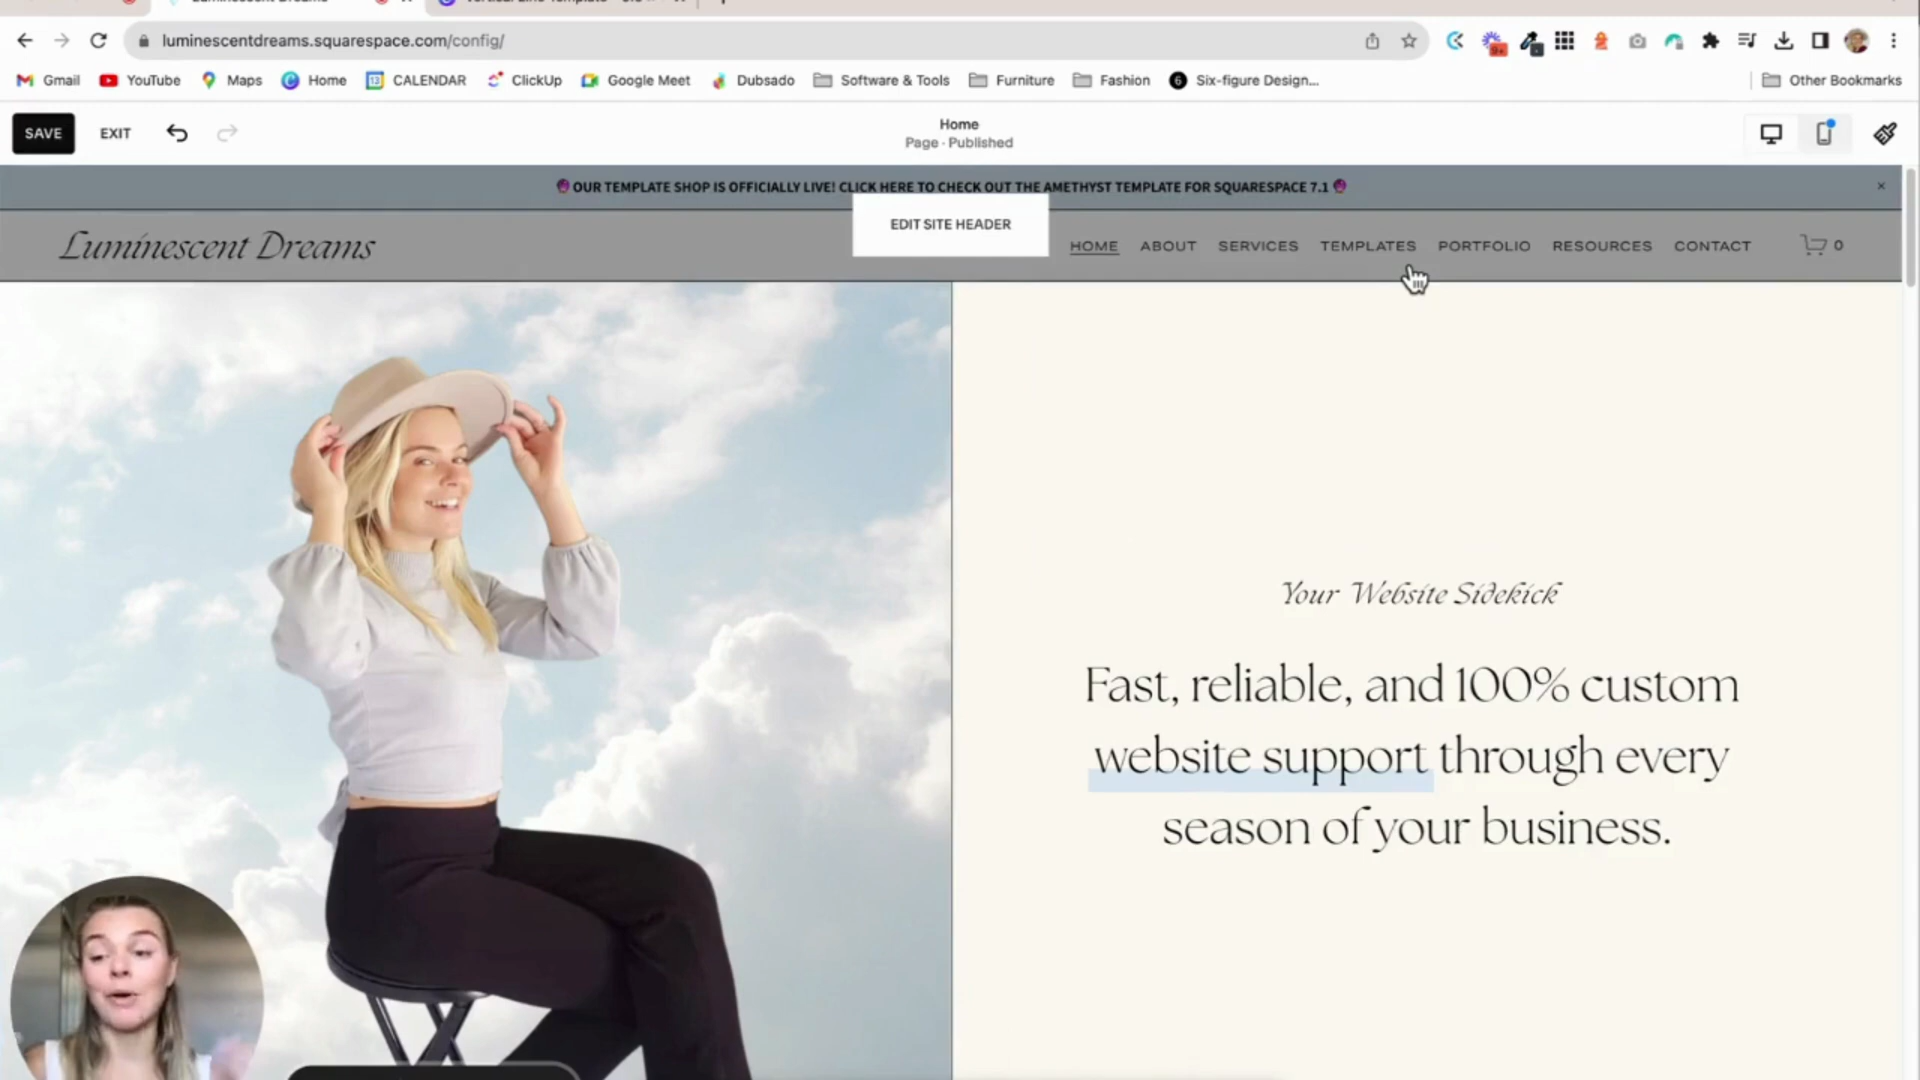 luminescentdreams.squarespace.com/config/
Gmail
YouTube
Maps
Home
CALENDAR
ClickUp
Google Meet
Dubsado
Software & Tools
Furniture
Fashion
Six-figure Design...
Other Bookmarks
SAVE
EXIT
Home
Page · Published
OUR TEMPLATE SHOP IS OFFICIALLY LIVE! CLICK HERE TO CHECK OUT THE AMETHYST TEMPLATE FOR SQUARESPACE 7.1
EDIT SITE HEADER
Luminescent Dreams
HOME
ABOUT
SERVICES
TEMPLATES
PORTFOLIO
RESOURCES
CONTACT
0
Your Website Sidekick
Fast, reliable, and 100% custom
website support through every
season of your business.